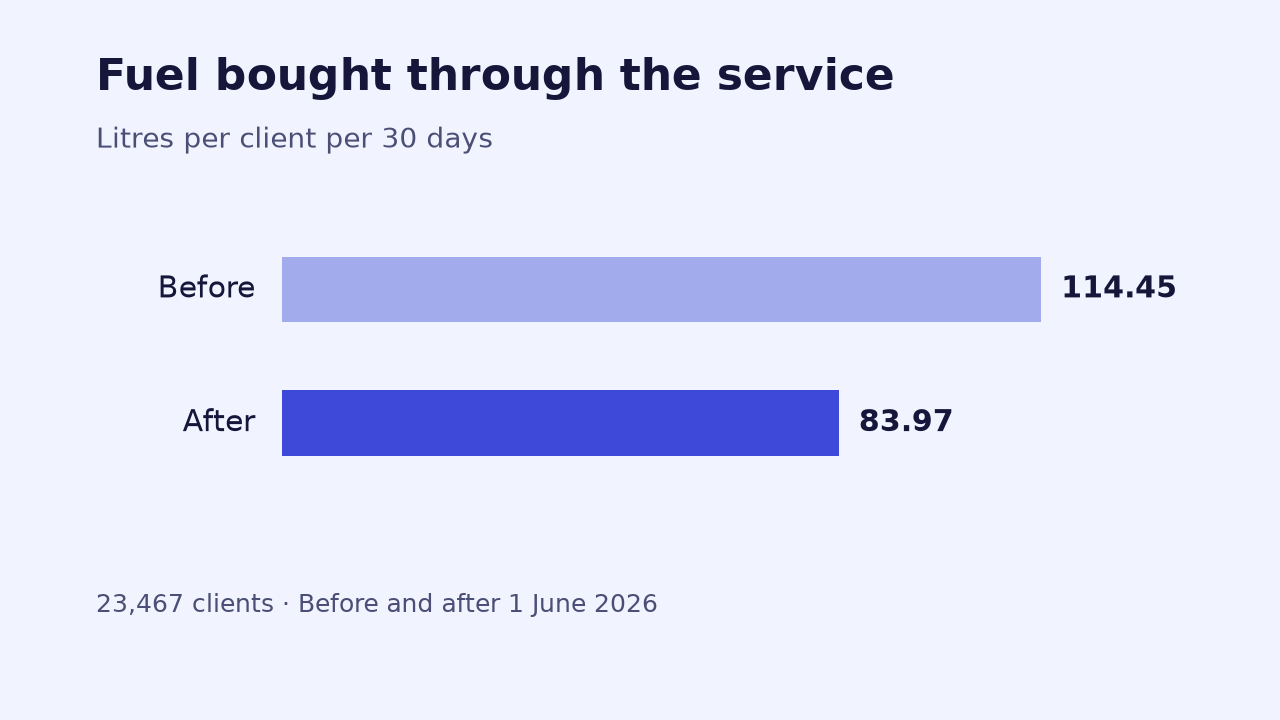 Fuel bought through the service
Litres per client per 30 days
Before 114.45
After 83.97
23,467 clients · Before and after 1 June 2026